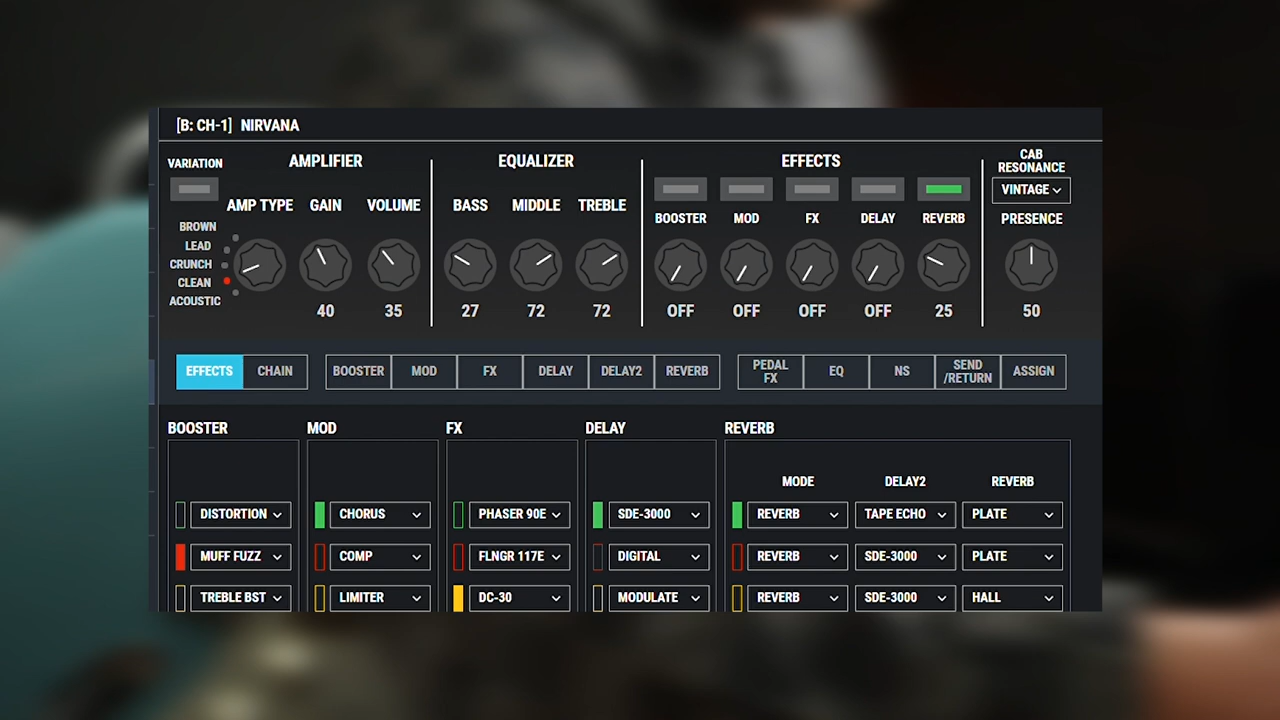 [B: CH-1] NIRVANA
VARIATION
AMPLIFIER
EQUALIZER
EFFECTS
CAB
RESONANCE
VINTAGE
AMP TYPE GAIN VOLUME BASS MIDDLE TREBLE
BOOSTER MOD FX DELAY REVERB PRESENCE
BROWN
LEAD
CRUNCH
CLEAN
ACOUSTIC
40 35 27 72 72 OFF OFF OFF OFF 25 50
EFFECTS CHAIN BOOSTER MOD FX DELAY DELAY2 REVERB PEDAL FX EQ NS SEND /RETURN ASSIGN
BOOSTER MOD FX DELAY REVERB
MODE DELAY2 REVERB
DISTORTION CHORUS PHASER 90E SDE-3000 REVERB TAPE ECHO PLATE
MUFF FUZZ COMP FLNGR 117E DIGITAL REVERB SDE-3000 PLATE
TREBLE BST LIMITER DC-30 MODULATE REVERB SDE-3000 HALL